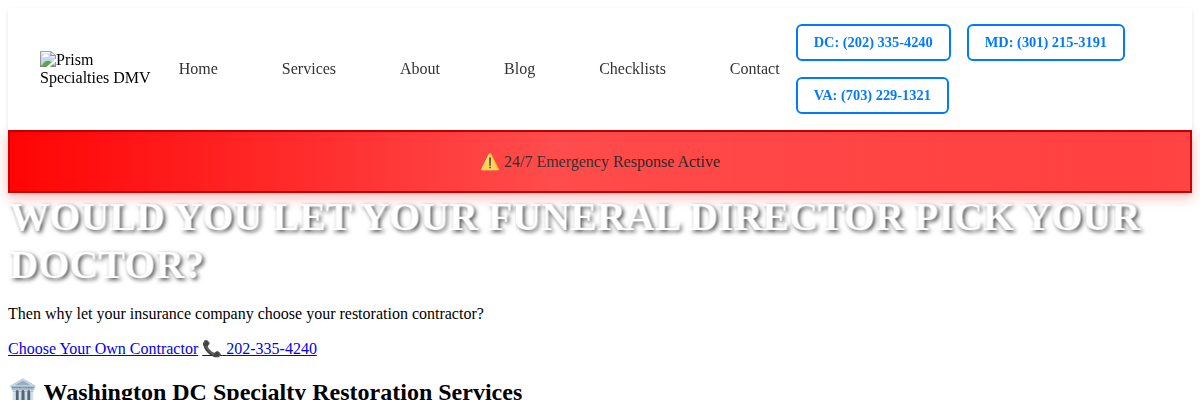 Prism
Specialties DMV
Home
Services
About
Blog
Checklists
Contact
DC: (202) 335-4240
MD: (301) 215-3191
VA: (703) 229-1321
⚠️ 24/7 Emergency Response Active
WOULD YOU LET YOUR FUNERAL DIRECTOR PICK YOUR
DOCTOR?
Then why let your insurance company choose your restoration contractor?
Choose Your Own Contractor 📞 202-335-4240
🏛️ Washington DC Specialty Restoration Services